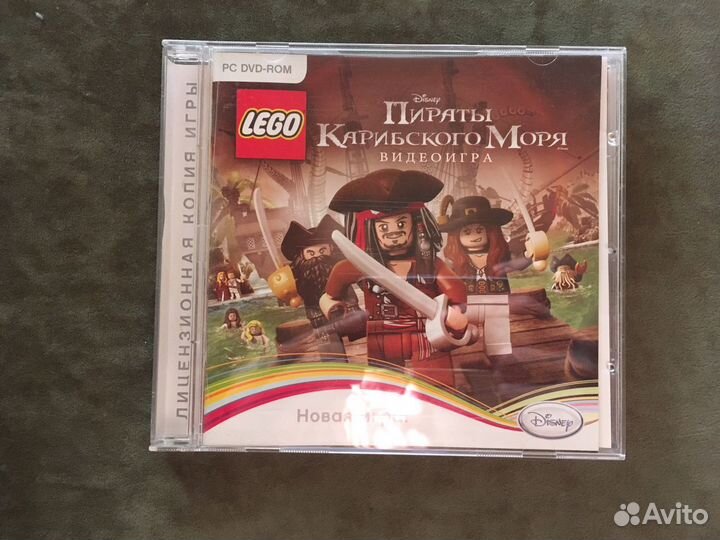 PC DVD-ROM
LEGO
Disney
Пираты
Карибского Моря
ВИДЕОИГРА
ЛИЦЕНЗИОННАЯ КОПИЯ ИГРЫ
Новая
Disney
Avito